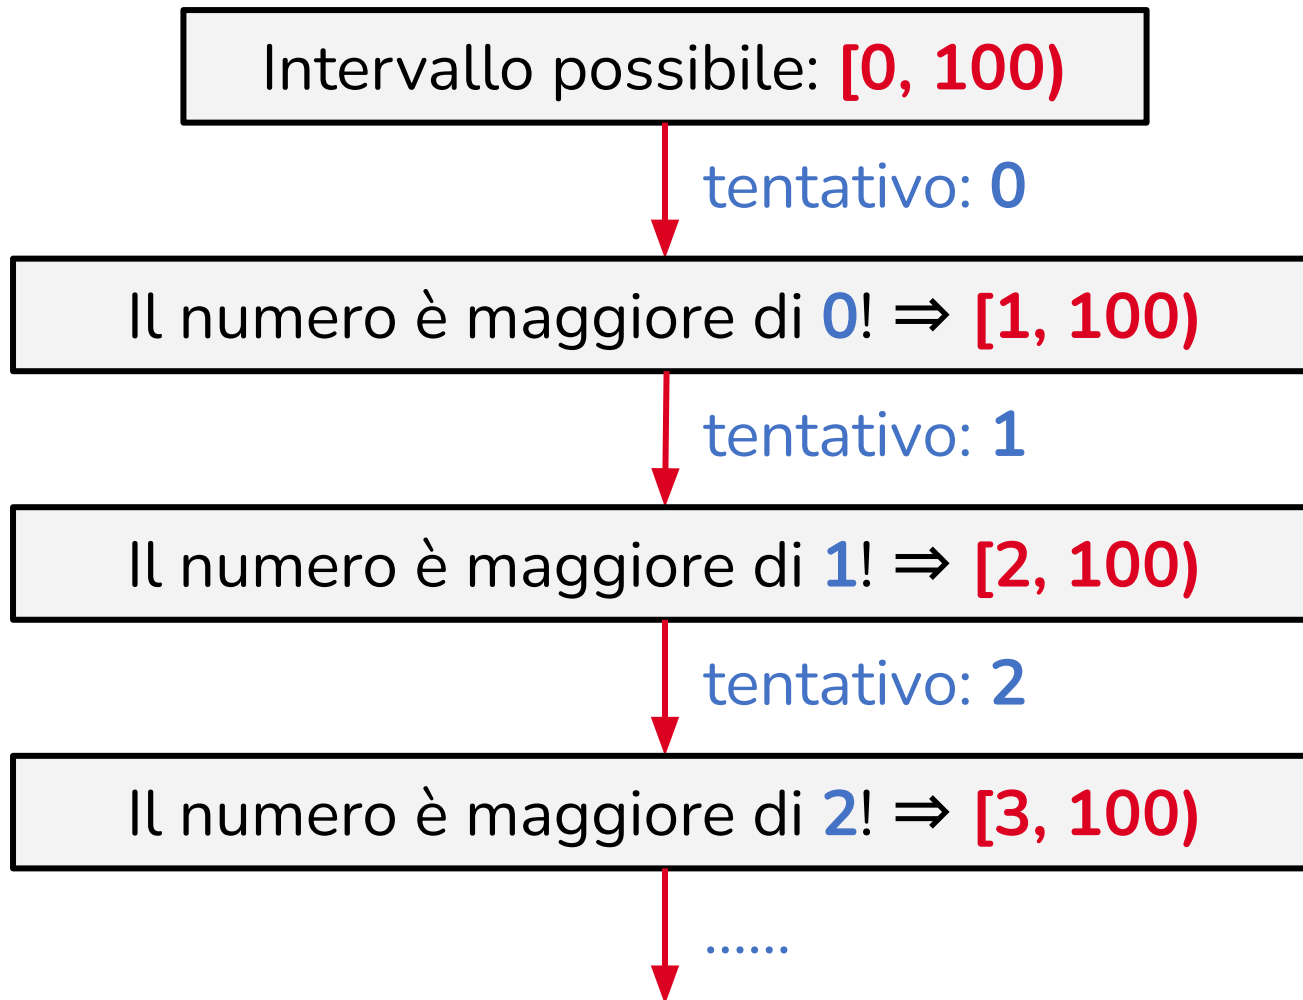 Intervallo possibile: [0, 100)
tentativo: 0
Il numero è maggiore di 0! ⇒ [1, 100)
tentativo: 1
Il numero è maggiore di 1! ⇒ [2, 100)
tentativo: 2
Il numero è maggiore di 2! ⇒ [3, 100)
......